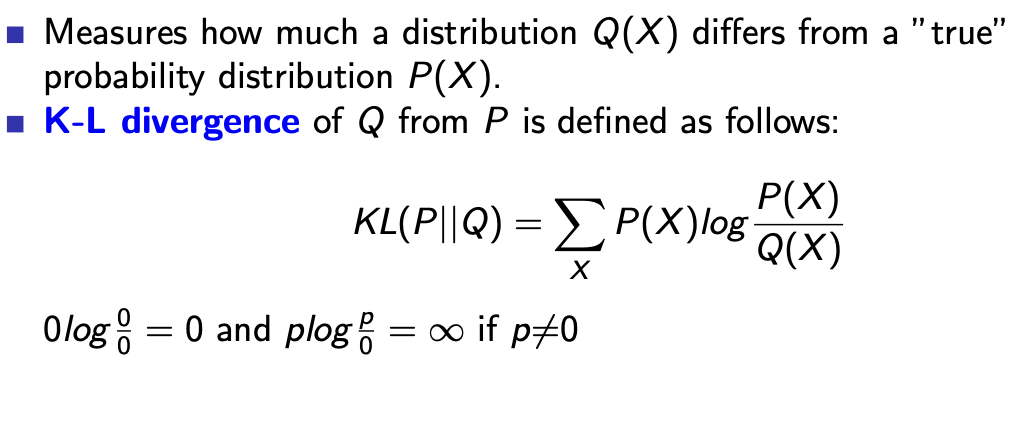 Measures how much a distribution Q(X) differs from a ”true”
probability distribution P(X).
K-L divergence of Q from P is defined as follows:
KL(P||Q) = ∑_X P(X)log P(X)/Q(X)
0log 0/0 = 0 and plog p/0 = ∞ if p≠0